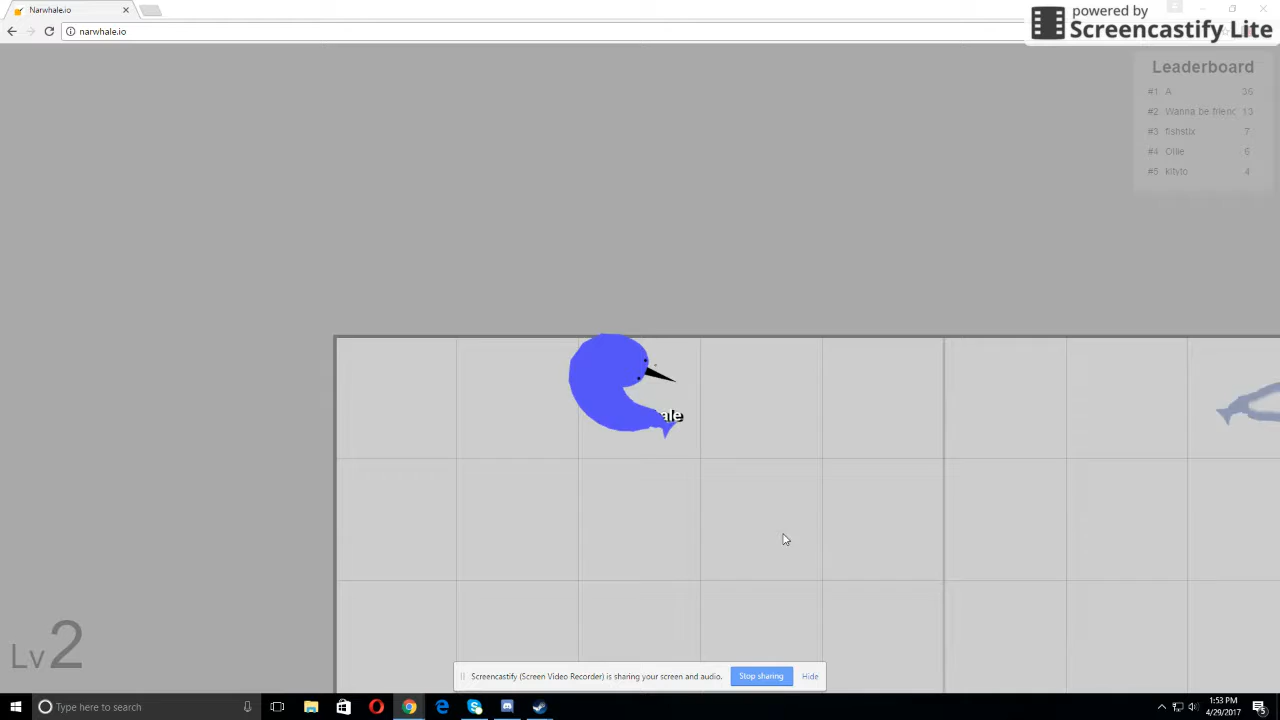 Narwhale.io
powered by
Screencastify Lite
narwhale.io
Leaderboard
#1 A 36
#2 Wanna be frienc 13
#3 fishstix 7
#4 Ollie 6
#5 kityto 4
ale
Lv2
Screencastify (Screen Video Recorder) is sharing your screen and audio. Stop sharing Hide
Type here to search
1:53 PM
4/29/2017
5